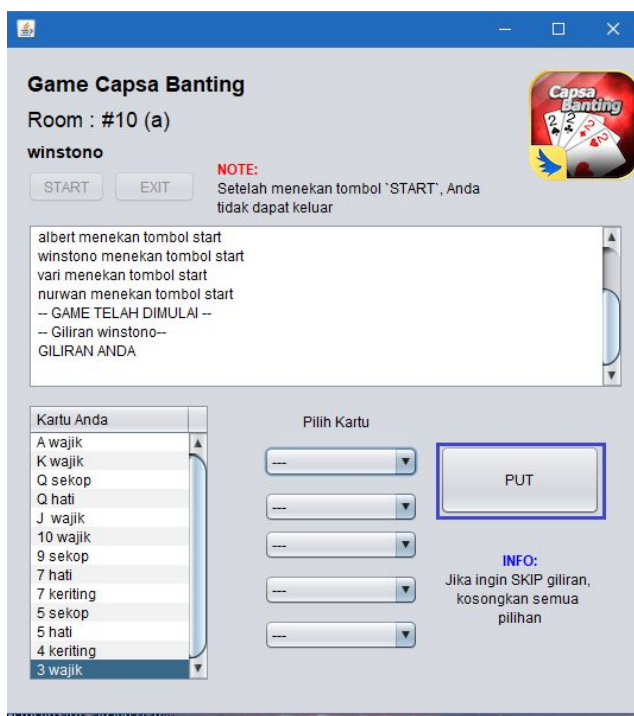 Game Capsa Banting
Room : #10 (a)
winstono
START
EXIT
NOTE:
Setelah menekan tombol `START`, Anda
tidak dapat keluar
Capsa
Banting
2 2 2 2
albert menekan tombol start
winstono menekan tombol start
vari menekan tombol start
nurwan menekan tombol start
-- GAME TELAH DIMULAI --
-- Giliran winstono--
GILIRAN ANDA
Kartu Anda
A wajik
K wajik
Q sekop
Q hati
J wajik
10 wajik
9 sekop
7 hati
7 keriting
5 sekop
5 hati
4 keriting
3 wajik
Pilih Kartu
---
---
---
---
---
PUT
INFO:
Jika ingin SKIP giliran,
kosongkan semua
pilihan